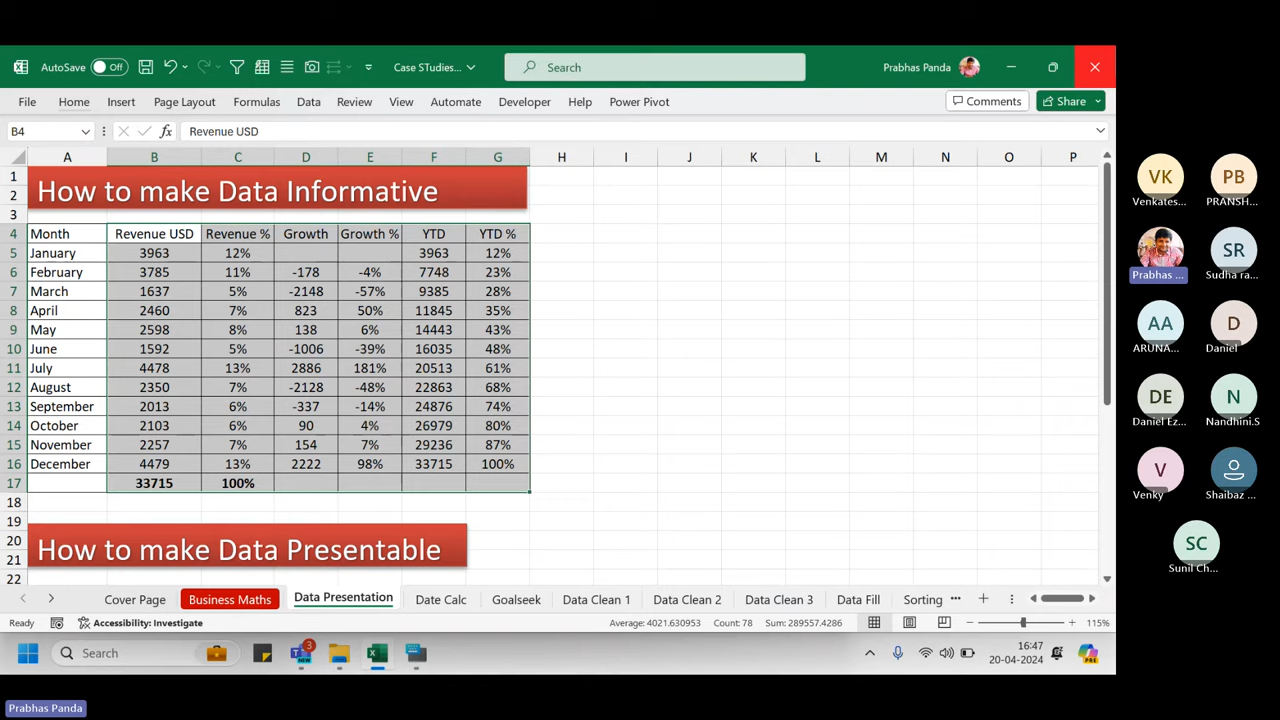 AutoSave Off Case STudies... Search Prabhas Panda
File Home Insert Page Layout Formulas Data Review View Automate Developer Help Power Pivot Comments Share
B4 fx Revenue USD
A B C D E F G H I J K L M N O P
1 How to make Data Informative
2
3
4 Month Revenue USD Revenue % Growth Growth % YTD YTD %
5 January 3963 12% 3963 12%
6 February 3785 11% -178 -4% 7748 23%
7 March 1637 5% -2148 -57% 9385 28%
8 April 2460 7% 823 50% 11845 35%
9 May 2598 8% 138 6% 14443 43%
10 June 1592 5% -1006 -39% 16035 48%
11 July 4478 13% 2886 181% 20513 61%
12 August 2350 7% -2128 -48% 22863 68%
13 September 2013 6% -337 -14% 24876 74%
14 October 2103 6% 90 4% 26979 80%
15 November 2257 7% 154 7% 29236 87%
16 December 4479 13% 2222 98% 33715 100%
17 33715 100%
18
19
20 How to make Data Presentable
21
22
Cover Page Business Maths Data Presentation Date Calc Goalseek Data Clean 1 Data Clean 2 Data Clean 3 Data Fill Sorting ...
Ready Accessibility: Investigate Average: 4021.630953 Count: 78 Sum: 289557.4286 115%
Search 3 NEW 16:47 PRE
20-04-2024
VK PB
Venkates... PRANSH...
SR
Prabhas ... Sudha ra...
AA D
ARUNA... Daniel
DE N
Daniel Ez... Nandhini.S
V
Venky Shaibaz ...
SC
Sunil Ch...
Prabhas Panda